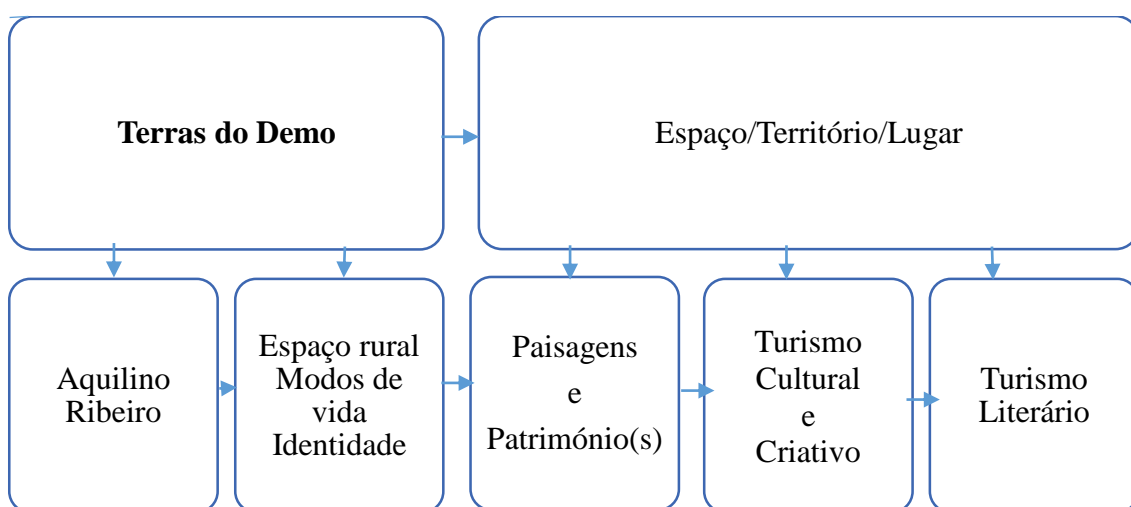 Terras do Demo
Espaço/Território/Lugar
Aquilino
Ribeiro
Espaço rural
Modos de
vida
Identidade
Paisagens
e
Património(s)
Turismo
Cultural
e
Criativo
Turismo
Literário